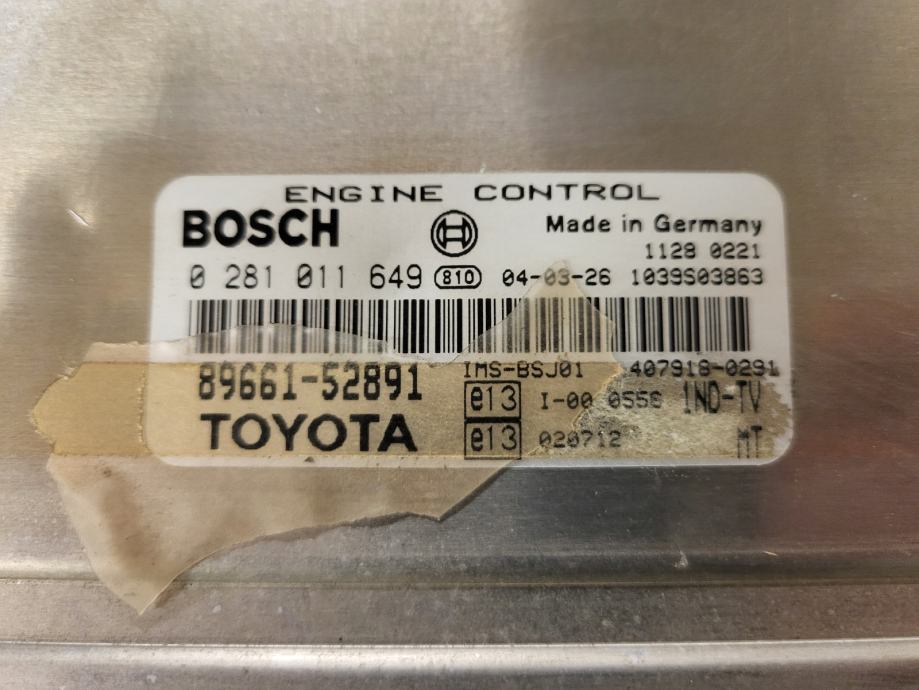 ENGINE CONTROL
BOSCH Made in Germany
1128 0221
0 281 011 649 810 04-03-26 1039S03863
89661-52891 IMS-BSJ01 407918-0291
e13 I-00 0556 1ND-TV
TOYOTA e13 020712 MT